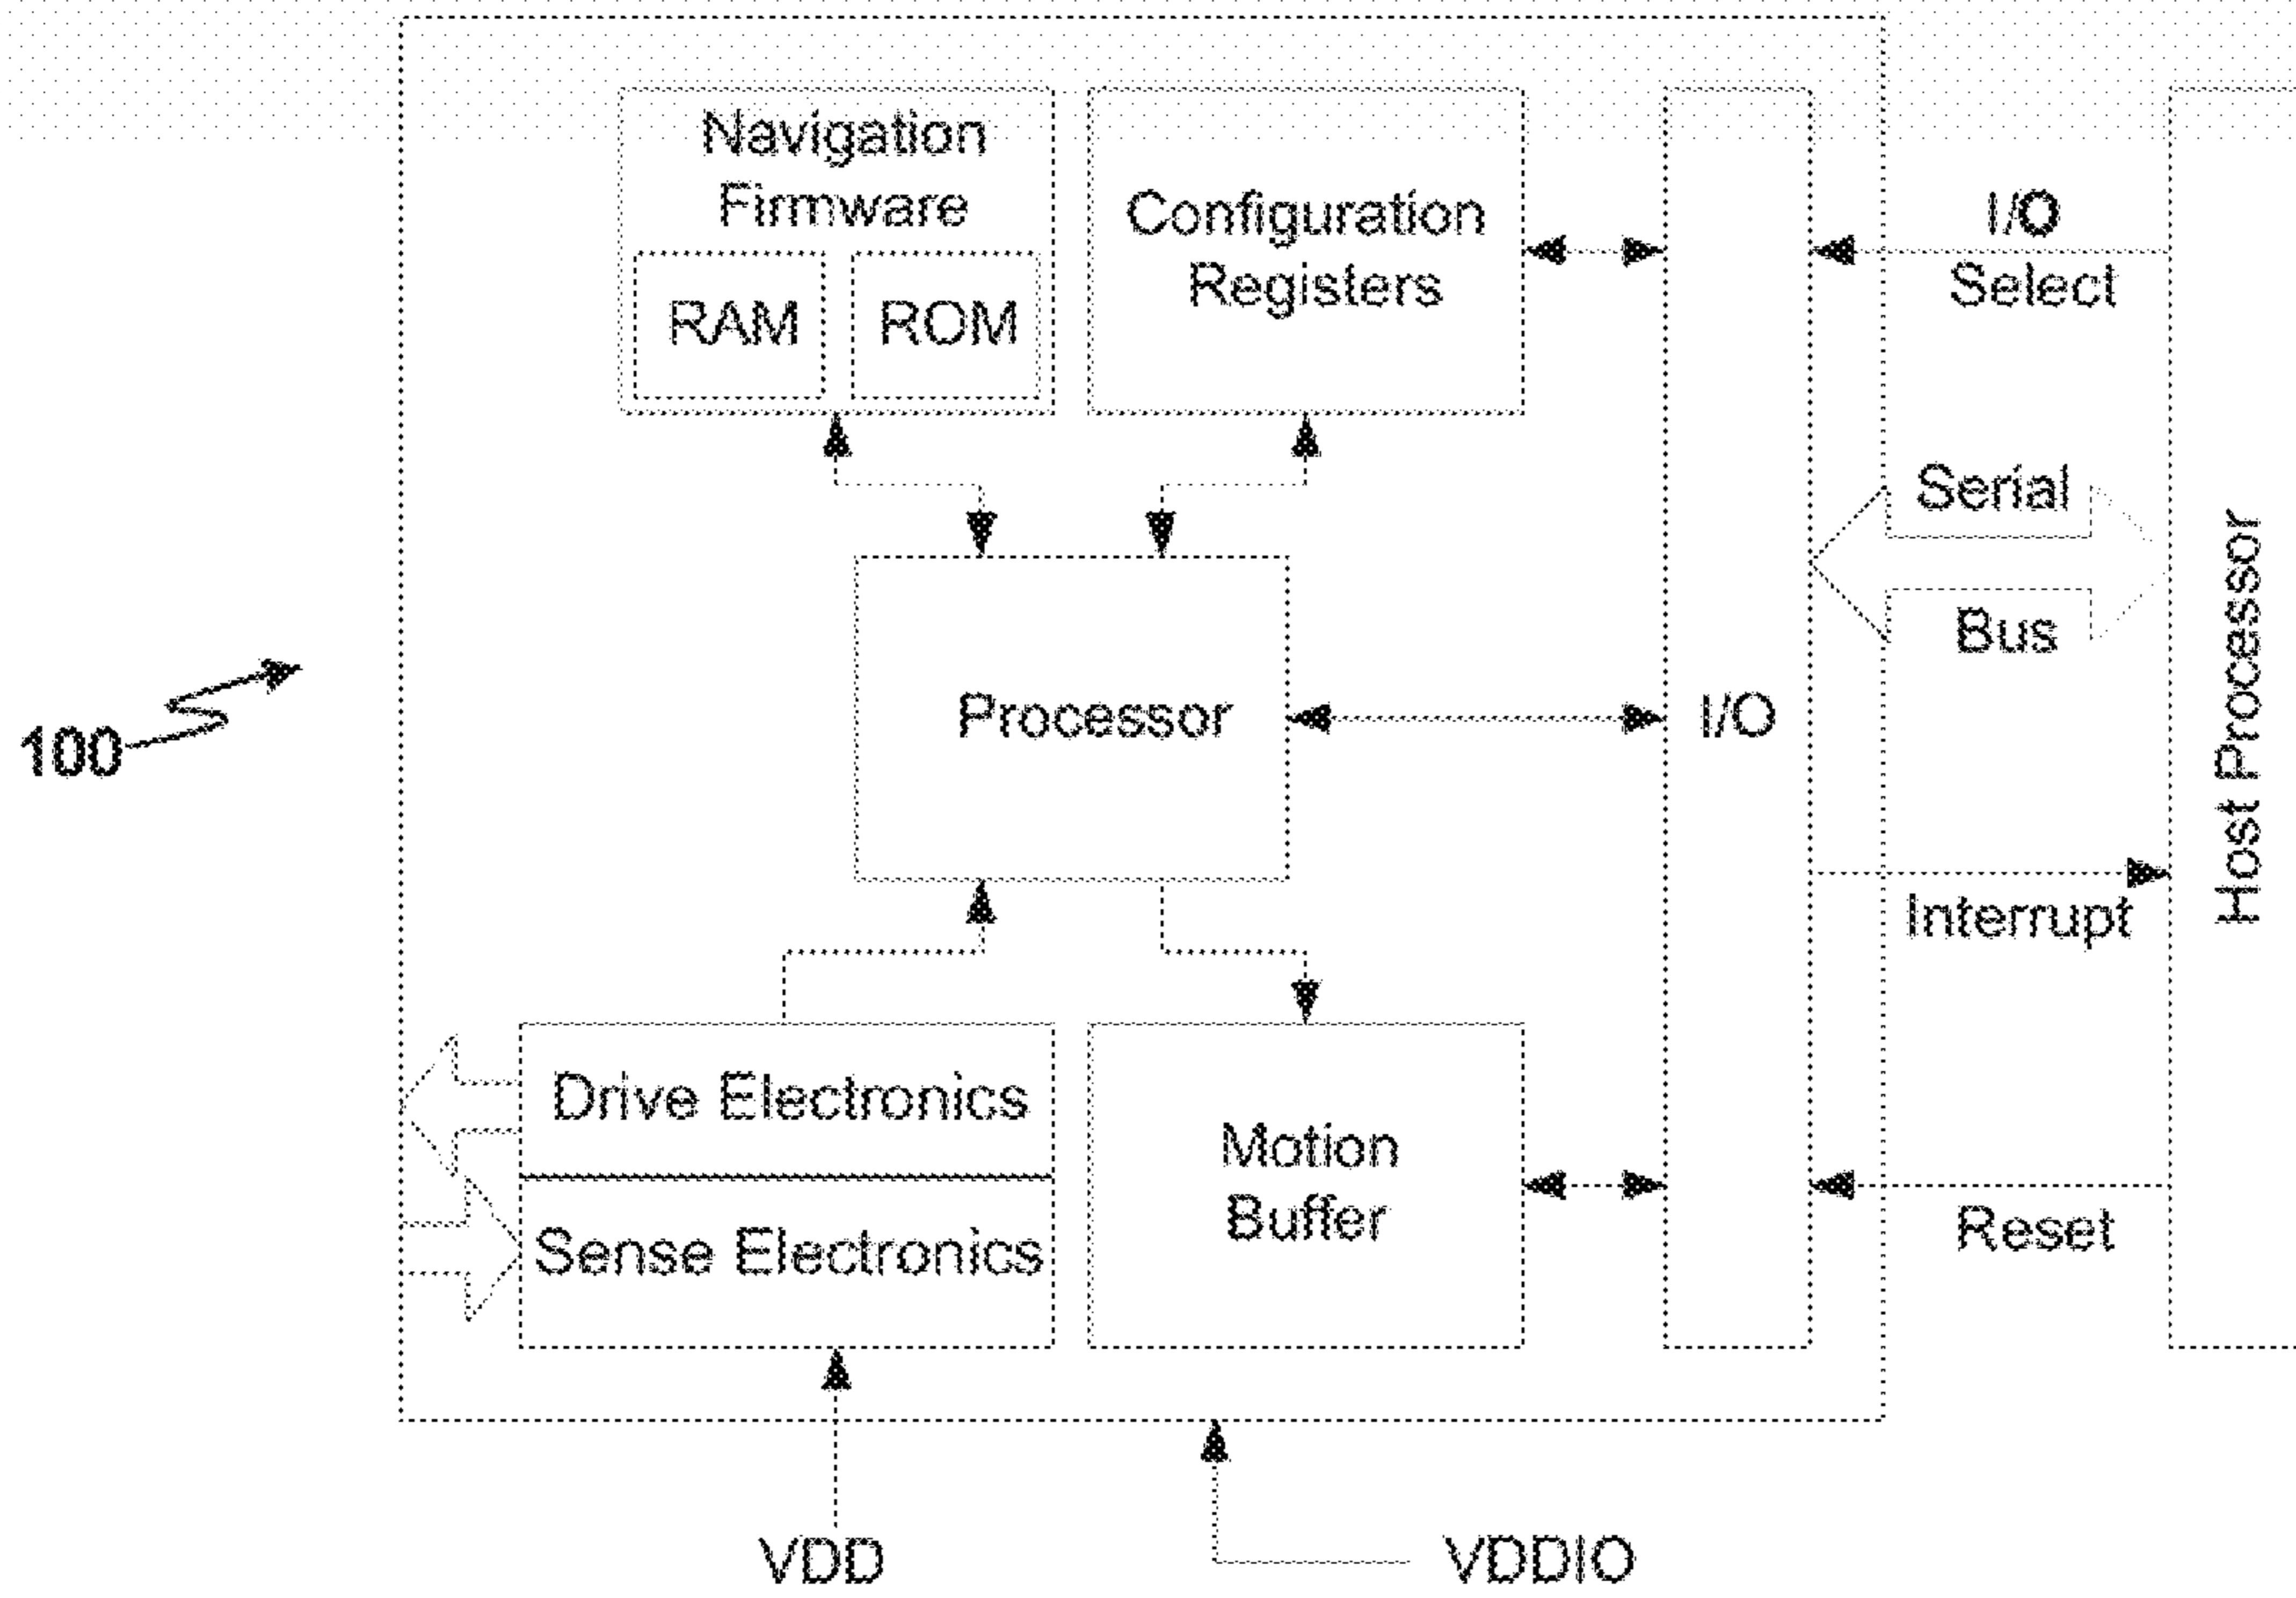 Navigation
Firmware
RAM
ROM
Configuration
Registers
I/O
Select
Serial
Bus
Host Processor
100
Processor
I/O
Interrupt
Drive Electronics
Sense Electronics
Motion
Buffer
Reset
VDD
VDDIO